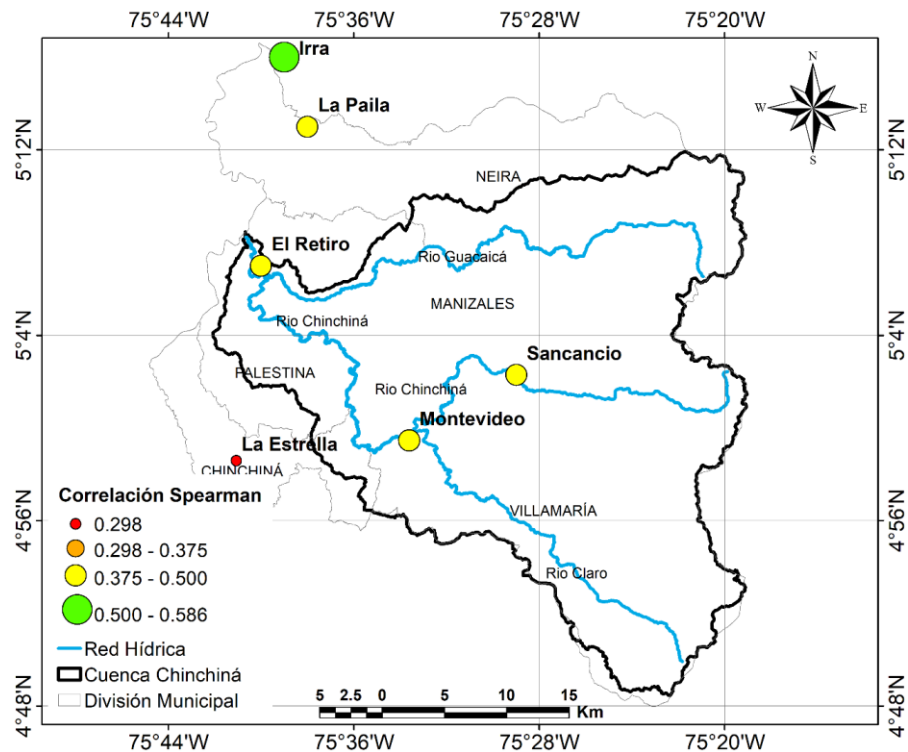 75°44'W 75°36'W 75°28'W 75°20'W
Irra
N
La Paila
W E
S
5°12'N 5°12'N
NEIRA
El Retiro
Rio Guacaicá
MANIZALES
Rio Chinchiná
5°4'N 5°4'N
Sancancio
PALESTINA
Rio Chinchiná
Montevideo
La Estrella
CHINCHINÁ
Correlación Spearman
0.298
0.298 - 0.375
0.375 - 0.500
0.500 - 0.586
Red Hídrica
Cuenca Chinchiná
División Municipal
4°56'N 4°56'N
VILLAMARÍA
Rio Claro
5 2.5 0 5 10 15
Km
4°48'N 4°48'N
75°44'W 75°36'W 75°28'W 75°20'W